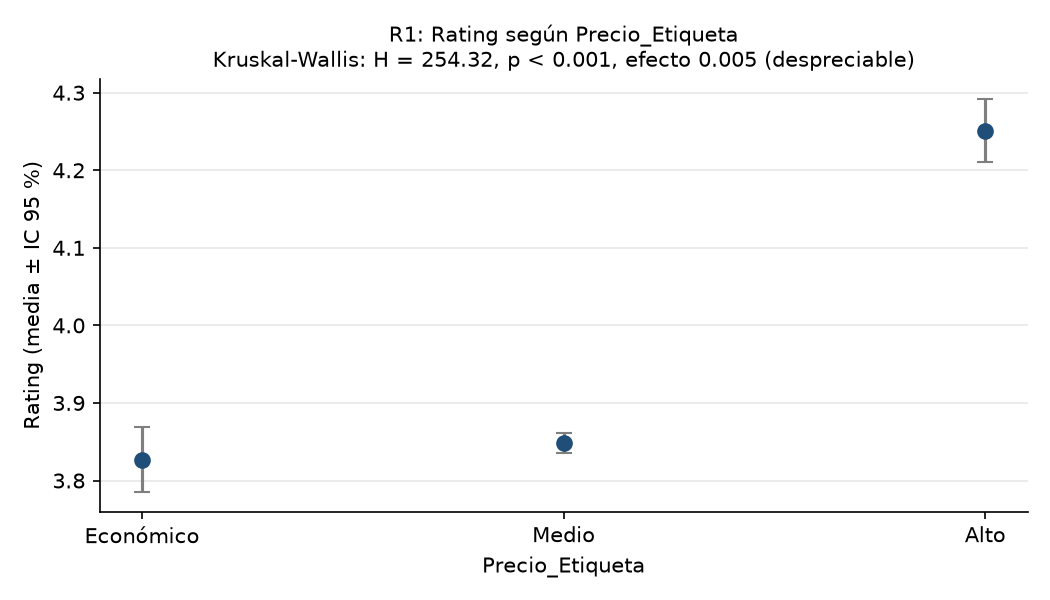 R1: Rating según Precio_Etiqueta
Kruskal-Wallis: H = 254.32, p < 0.001, efecto 0.005 (despreciable)
Rating (media ± IC 95 %)
4.3
4.2
4.1
4.0
3.9
3.8
Económico
Medio
Alto
Precio_Etiqueta